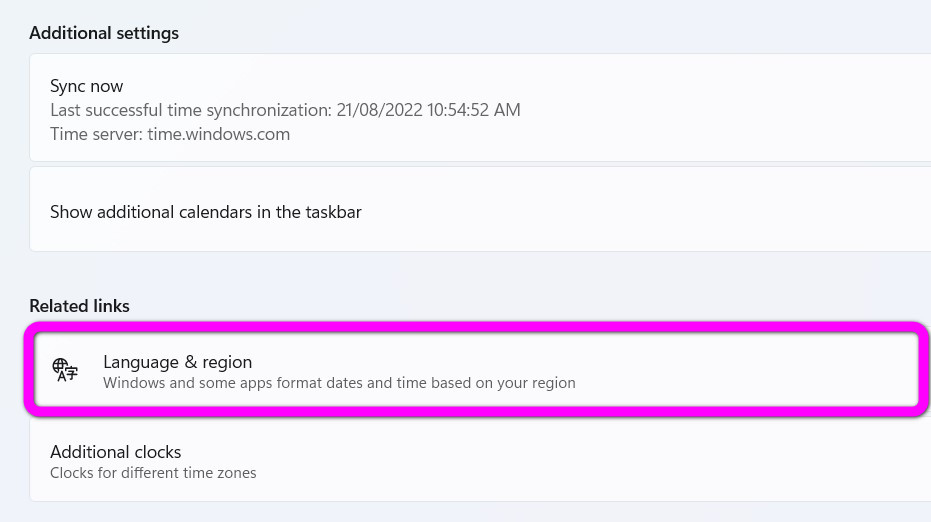 Additional settings
Sync now
Last successful time synchronization: 21/08/2022 10:54:52 AM
Time server: time.windows.com
Show additional calendars in the taskbar
Related links
Language & region
Windows and some apps format dates and time based on your region
Additional clocks
Clocks for different time zones